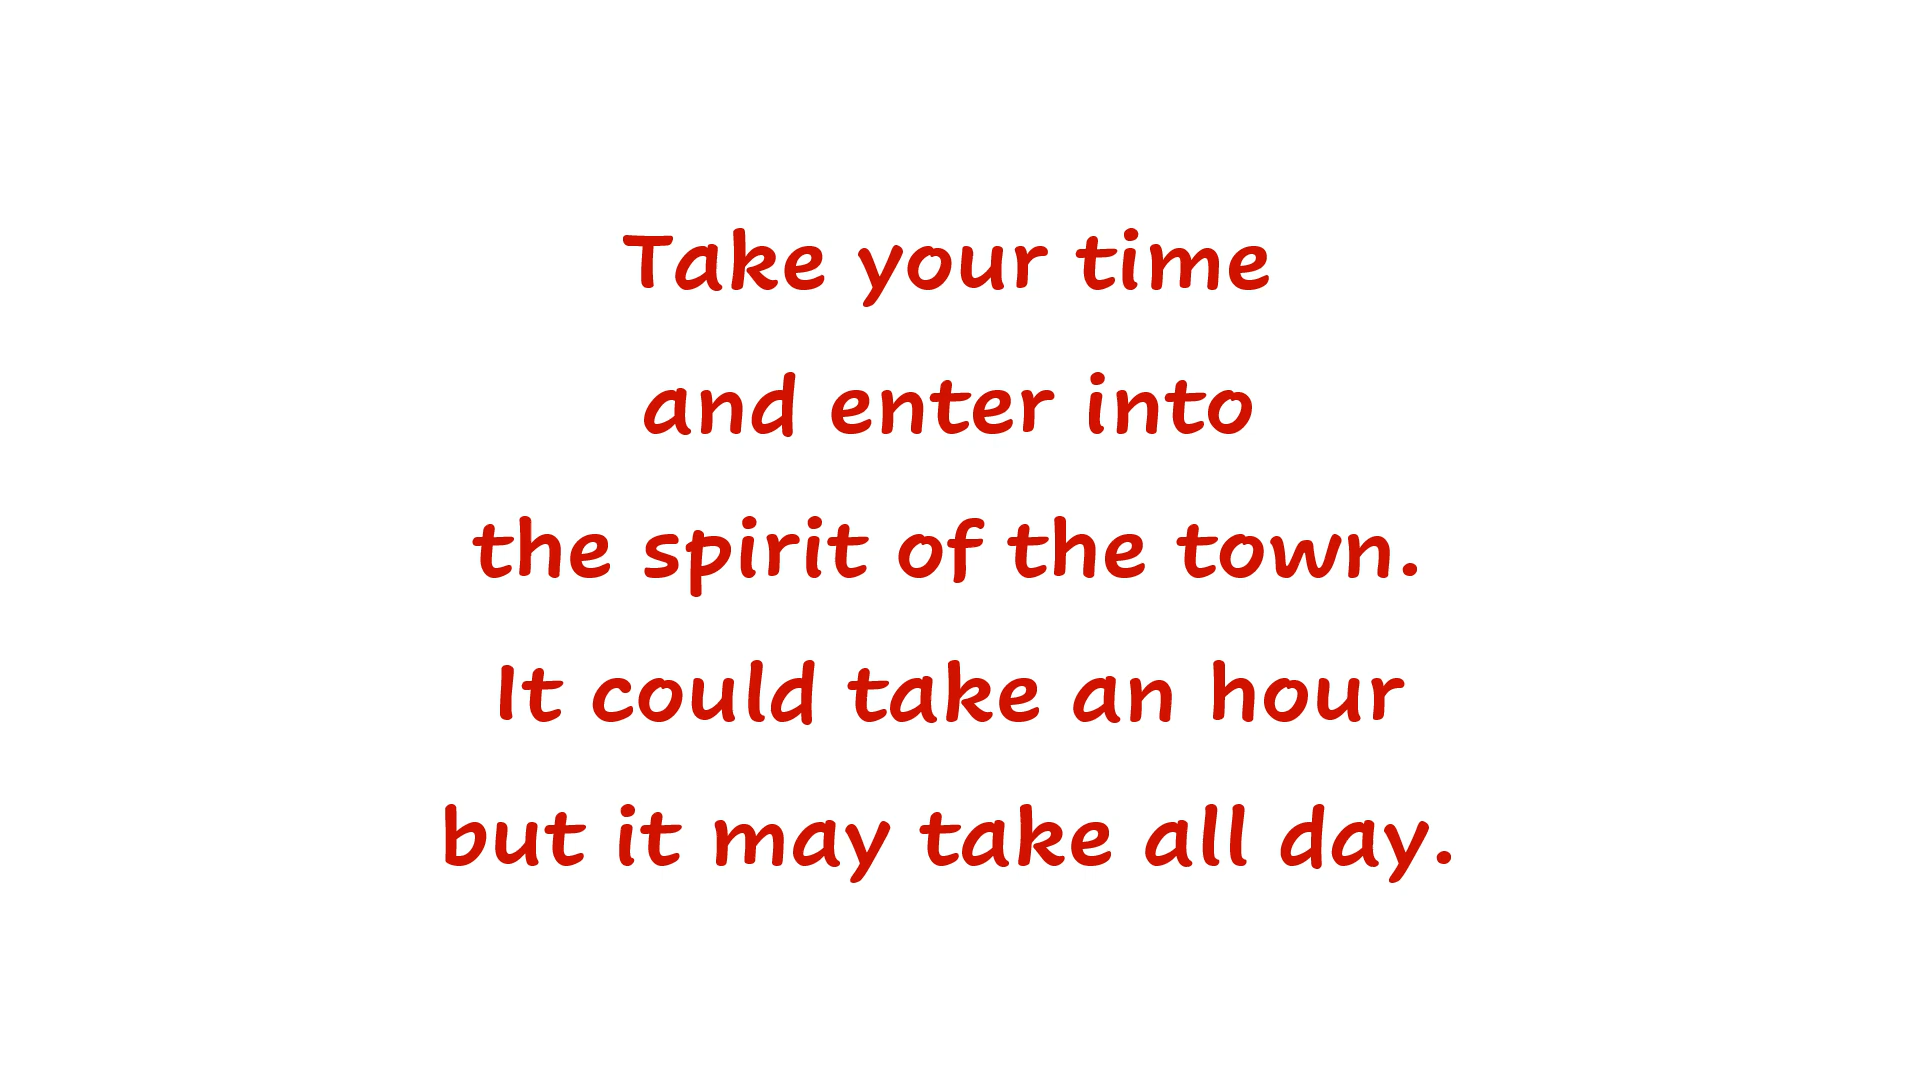 Take your time
and enter into
the spirit of the town.
It could take an hour
but it may take all day.